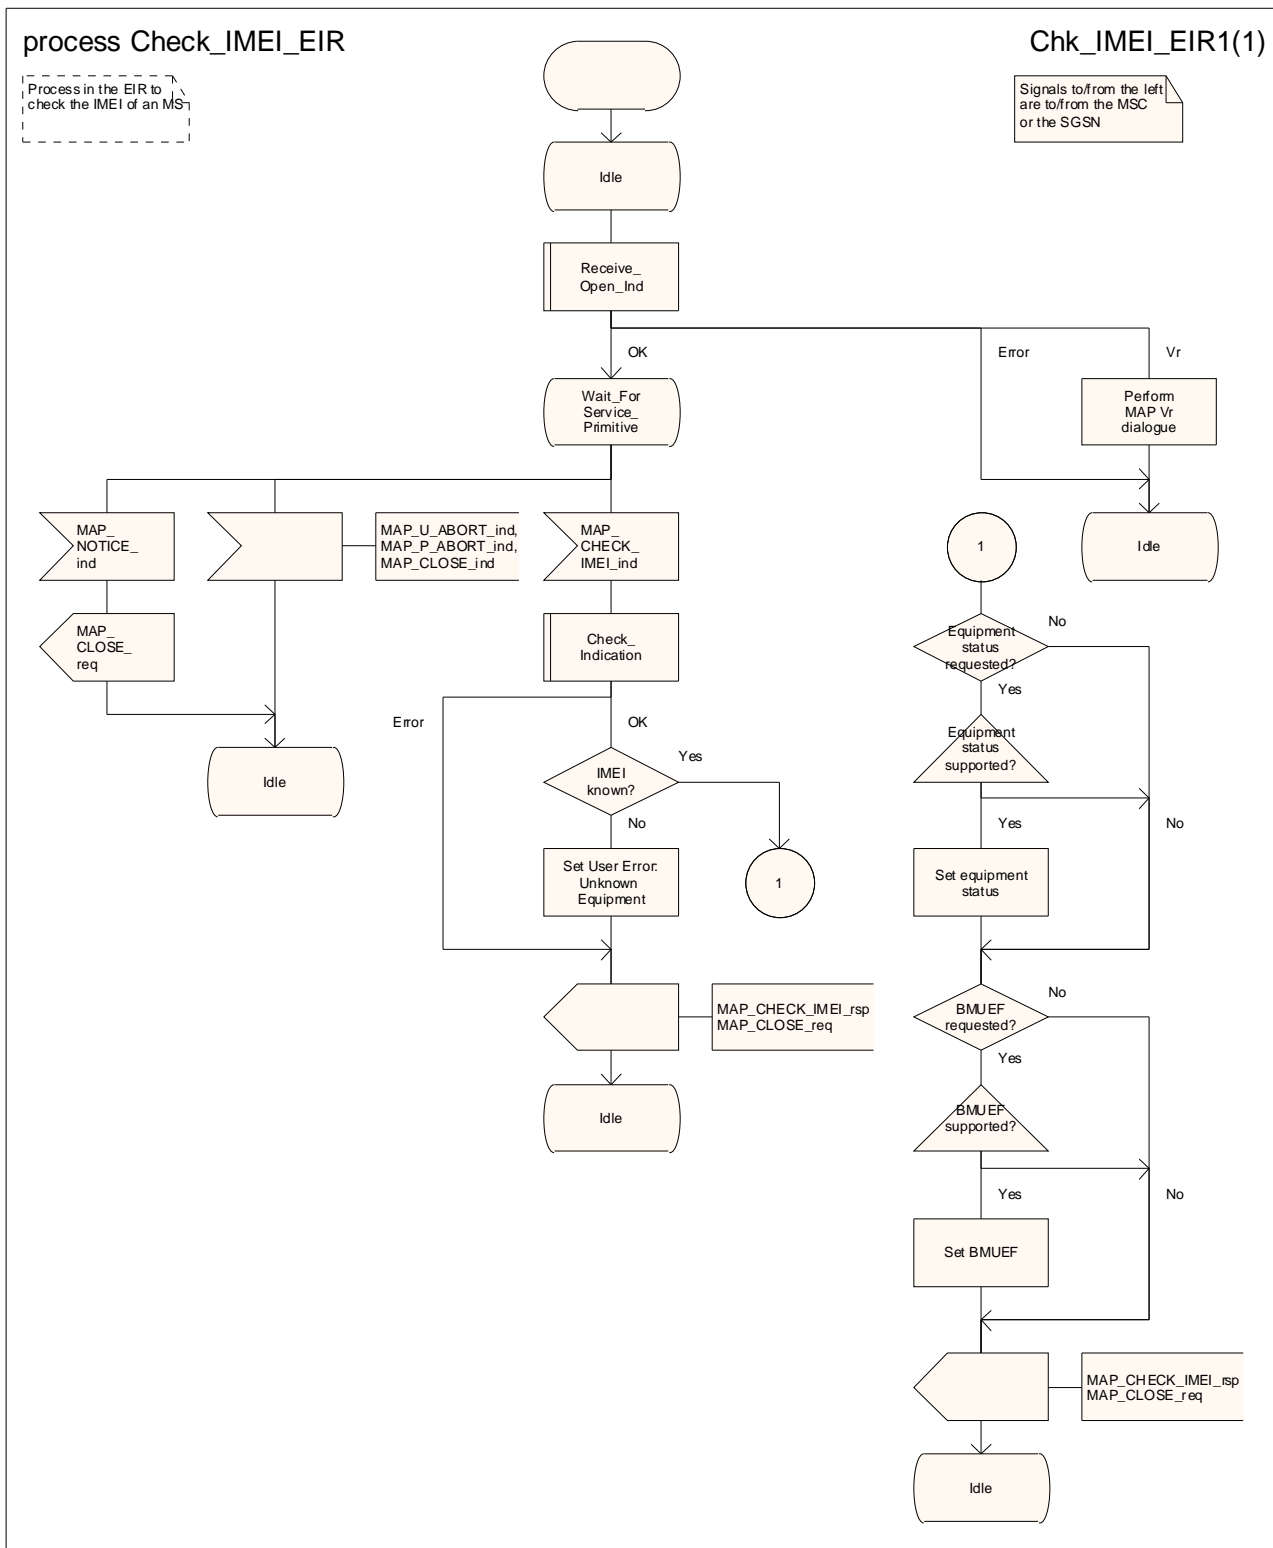 process Check_IMEI_EIR
Chk_IMEI_EIR1(1)
Process in the EIR to
check the IMEI of an MS
Signals to/from the left
are to/from the MSC
or the SGSN
Idle
Receive_
Open_Ind
OK
Error
Vr
Wait_For
Service_
Primitive
Perform
MAP Vr
dialogue
Idle
MAP_
NOTICE_
ind
MAP_U_ABORT_ind,
MAP_P_ABORT_ind,
MAP_CLOSE_ind
MAP_
CHECK_
IMEI_ind
MAP_
CLOSE_
req
Idle
Check_
Indication
Error
OK
IMEI
known?
Yes
No
Set User Error:
Unknown
Equipment
1
MAP_CHECK_IMEI_rsp
MAP_CLOSE_req
Idle
1
Equipment
status
requested?
No
Yes
Equipment
status
supported?
Yes
No
Set equipment
status
BMUEF
requested?
No
Yes
BMUEF
supported?
Yes
No
Set BMUEF
MAP_CHECK_IMEI_rsp
MAP_CLOSE_req
Idle